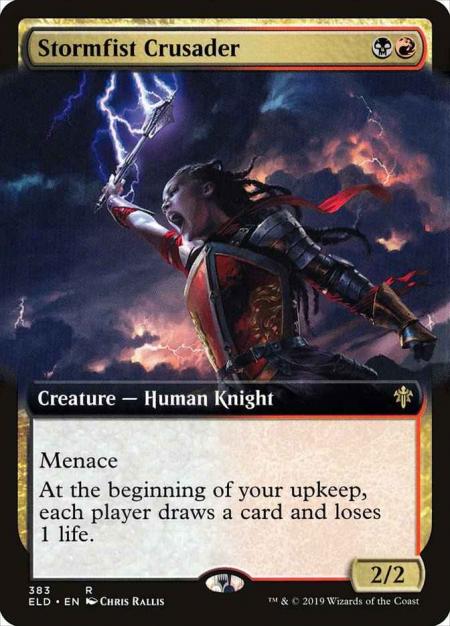 Stormfist Crusader
Creature — Human Knight
Menace
At the beginning of your upkeep,
each player draws a card and loses
1 life.
2/2
383 R
ELD • EN Chris Rallis
™ & © 2019 Wizards of the Coast